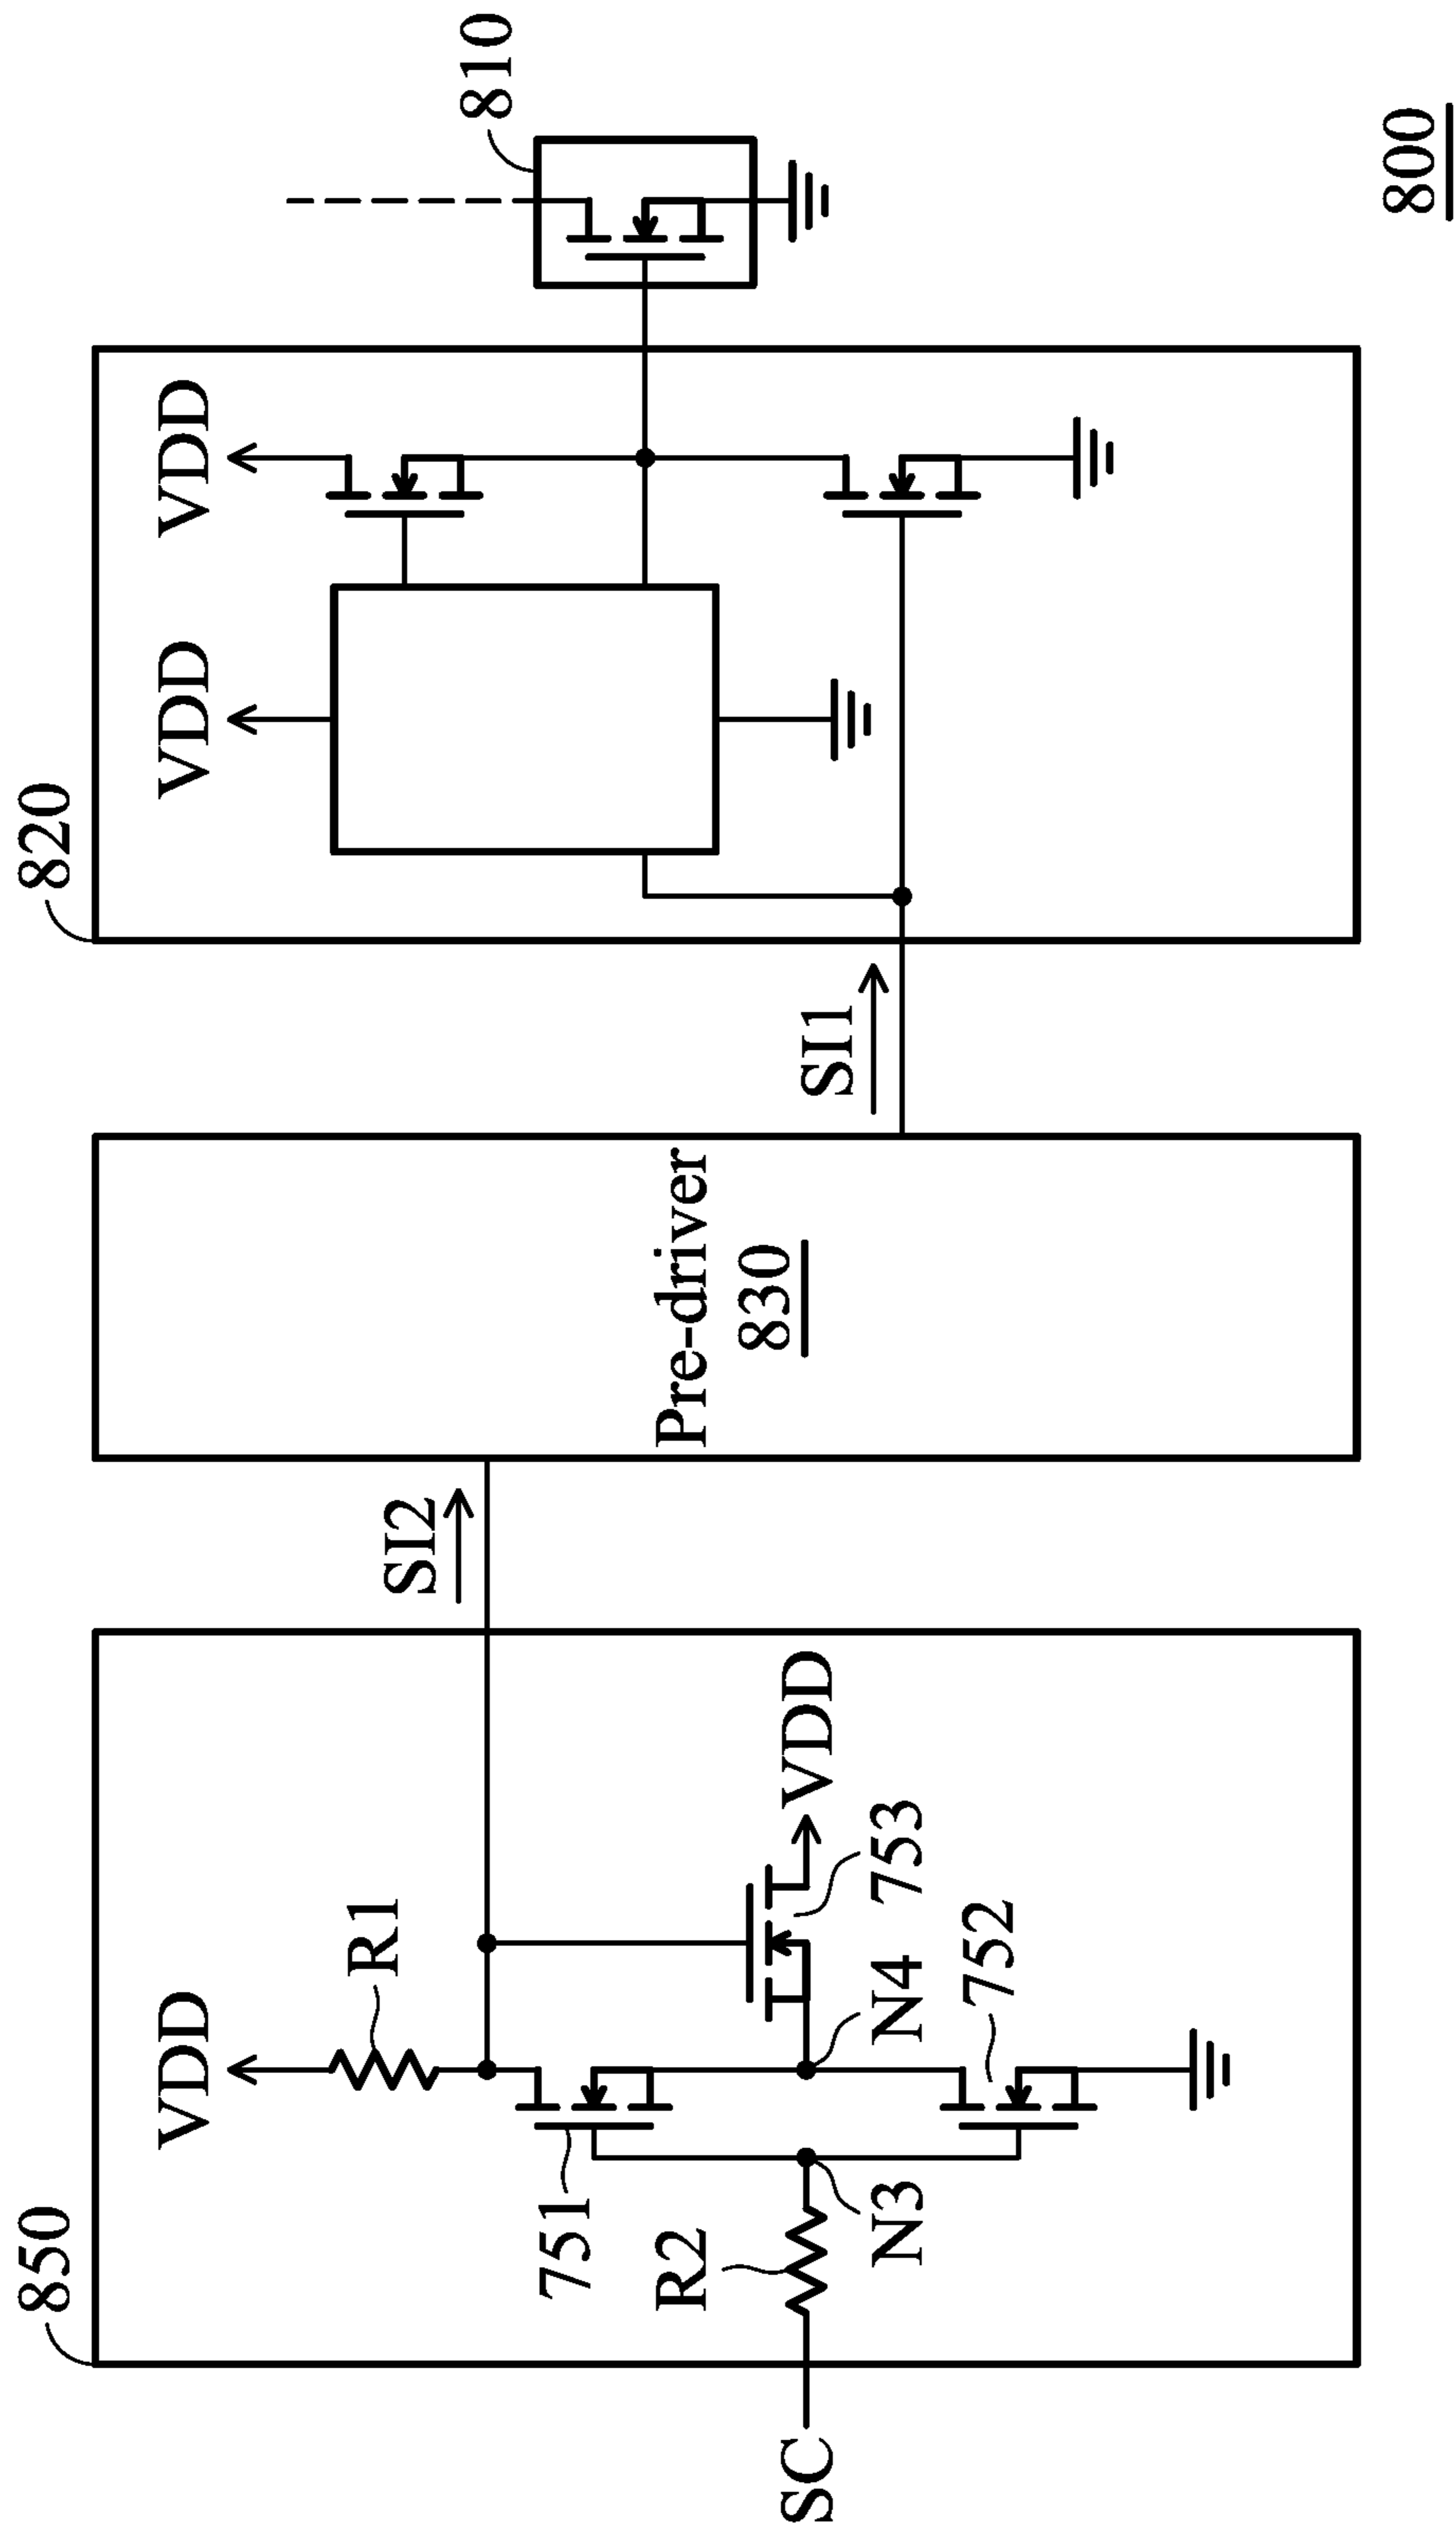 850
820
810
VDD
R1
SI2
VDD
VDD
751
Pre-driver
830
SI1
R2
SC
N3
N4
753
VDD
752
800